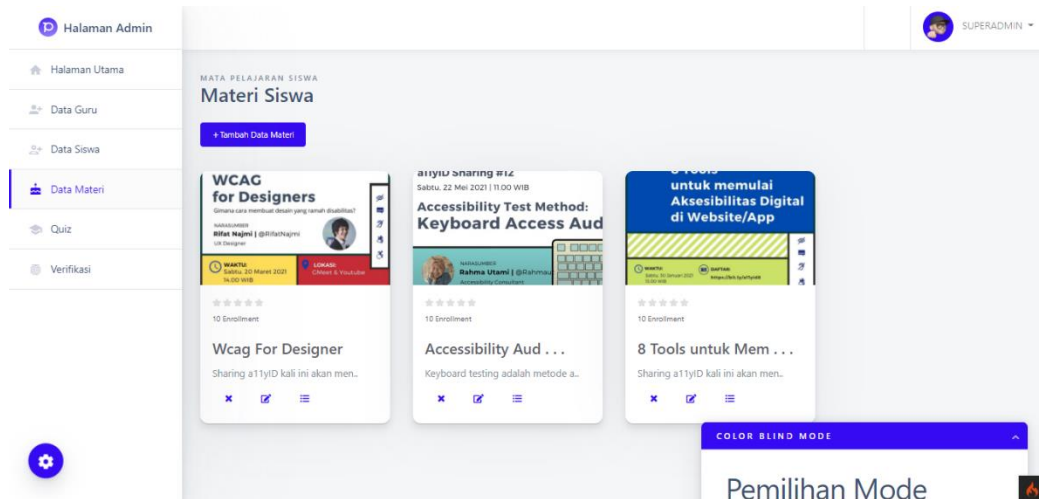 Halaman Admin
SUPERADMIN
Halaman Utama
Data Guru
Data Siswa
Data Materi
Quiz
Verifikasi
MATA PELAJARAN SISWA
Materi Siswa
+ Tambah Data Materi
WCAG
for Designers
Gimana cara membuat desain yang ramah disabilitas?
NARASUMBER
Rifat Najmi | @RifatNajmi
UX Designer
WAKTU:
Sabtu, 20 Maret 2021
14.00 WIB
LOKASI:
GMeet & Youtube
10 Enrollment
Wcag For Designer
Sharing a11yID kali ini akan men..
a11yID Sharing #12
Sabtu, 22 Mei 2021 | 11.00 WIB
Accessibility Test Method:
Keyboard Access Aud
NARASUMBER
Rahma Utami | @Rahmau
Accessibility Consultant
10 Enrollment
Accessibility Aud . . .
Keyboard testing adalah metode a..
8 Tools
untuk memulai
Aksesibilitas Digital
di Website/App
WAKTU:
DAFTAR:
10 Enrollment
8 Tools untuk Mem . . .
Sharing a11yID kali ini akan men..
COLOR BLIND MODE
Pemilihan Mode